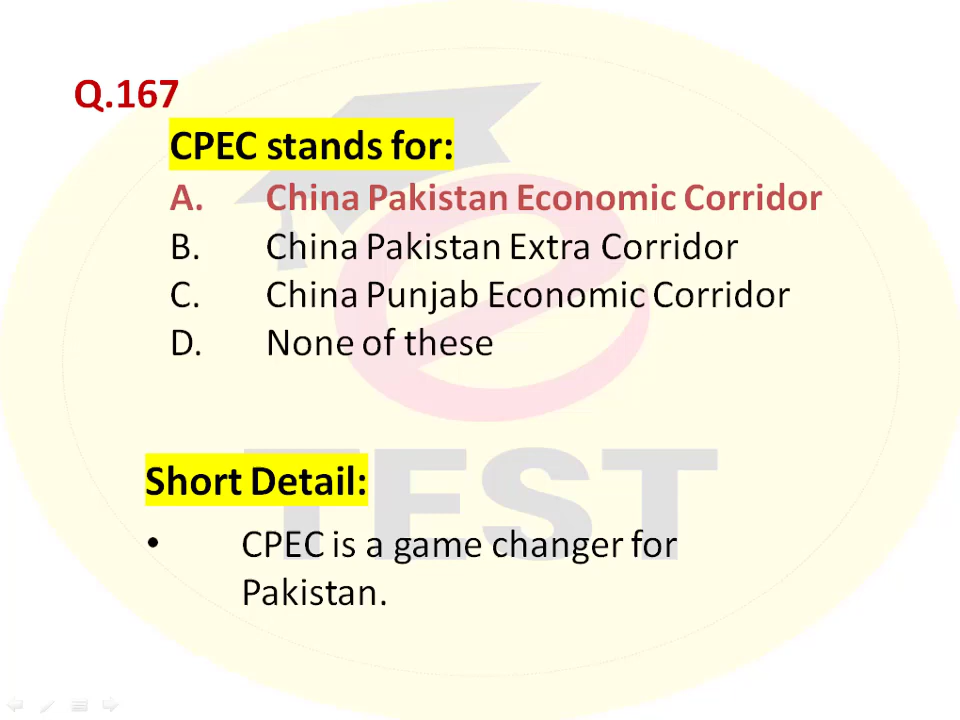 Q.167
CPEC stands for:
A. China Pakistan Economic Corridor
B. China Pakistan Extra Corridor
C. China Punjab Economic Corridor
D. None of these
TEST
Short Detail:
• CPEC is a game changer for
Pakistan.